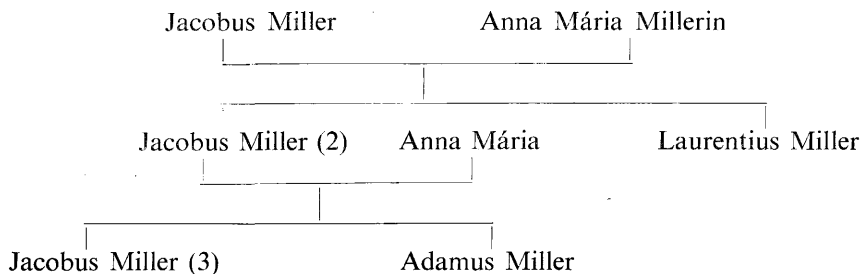 Jacobus Miller Anna Mária Millerin
Jacobus Miller (2) Anna Mária Laurentius Miller
Jacobus Miller (3) Adamus Miller